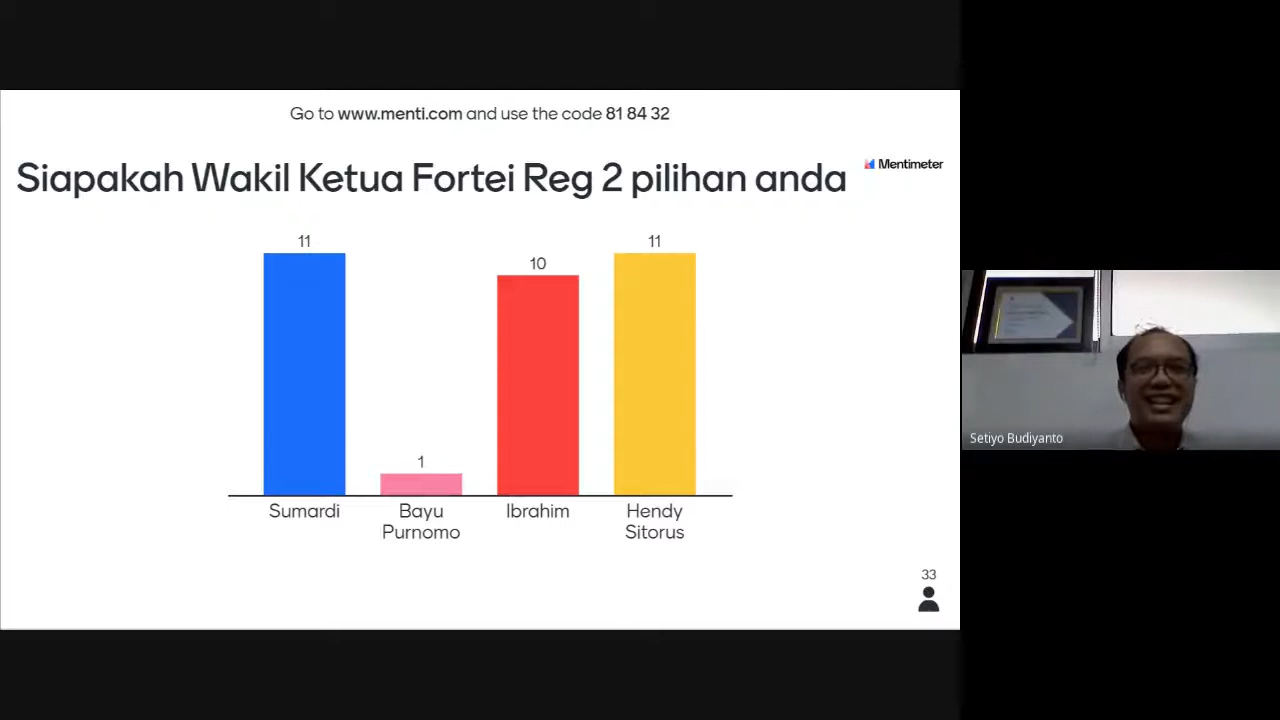 Go to www.menti.com and use the code 81 84 32
Siapakah Wakil Ketua Fortei Reg 2 pilihan anda
Mentimeter
11
1
10
11
Sumardi
Bayu
Purnomo
Ibrahim
Hendy
Sitorus
33
Setiyo Budiyanto